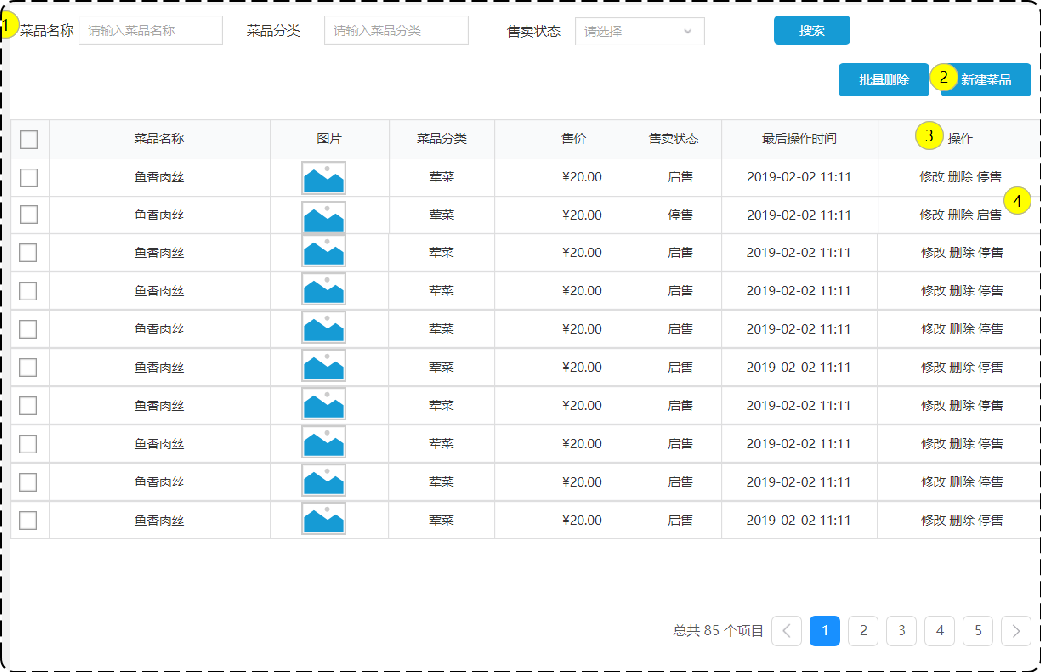 1 菜品名称 请输入菜品名称 菜品分类 请输入菜品分类 售卖状态 请选择 搜索
批量删除 2 新建菜品
菜品名称 图片 菜品分类 售价 售卖状态 最后操作时间 3 操作
鱼香肉丝 荤菜 ¥20.00 启售 2019-02-02 11:11 修改 删除 停售
4
鱼香肉丝 荤菜 ¥20.00 停售 2019-02-02 11:11 修改 删除 启售
鱼香肉丝 荤菜 ¥20.00 启售 2019-02-02 11:11 修改 删除 停售
鱼香肉丝 荤菜 ¥20.00 启售 2019-02-02 11:11 修改 删除 停售
鱼香肉丝 荤菜 ¥20.00 启售 2019-02-02 11:11 修改 删除 停售
鱼香肉丝 荤菜 ¥20.00 启售 2019-02-02 11:11 修改 删除 停售
鱼香肉丝 荤菜 ¥20.00 启售 2019-02-02 11:11 修改 删除 停售
鱼香肉丝 荤菜 ¥20.00 启售 2019-02-02 11:11 修改 删除 停售
鱼香肉丝 荤菜 ¥20.00 启售 2019-02-02 11:11 修改 删除 停售
鱼香肉丝 荤菜 ¥20.00 启售 2019-02-02 11:11 修改 删除 停售
总共 85 个项目 1 2 3 4 5